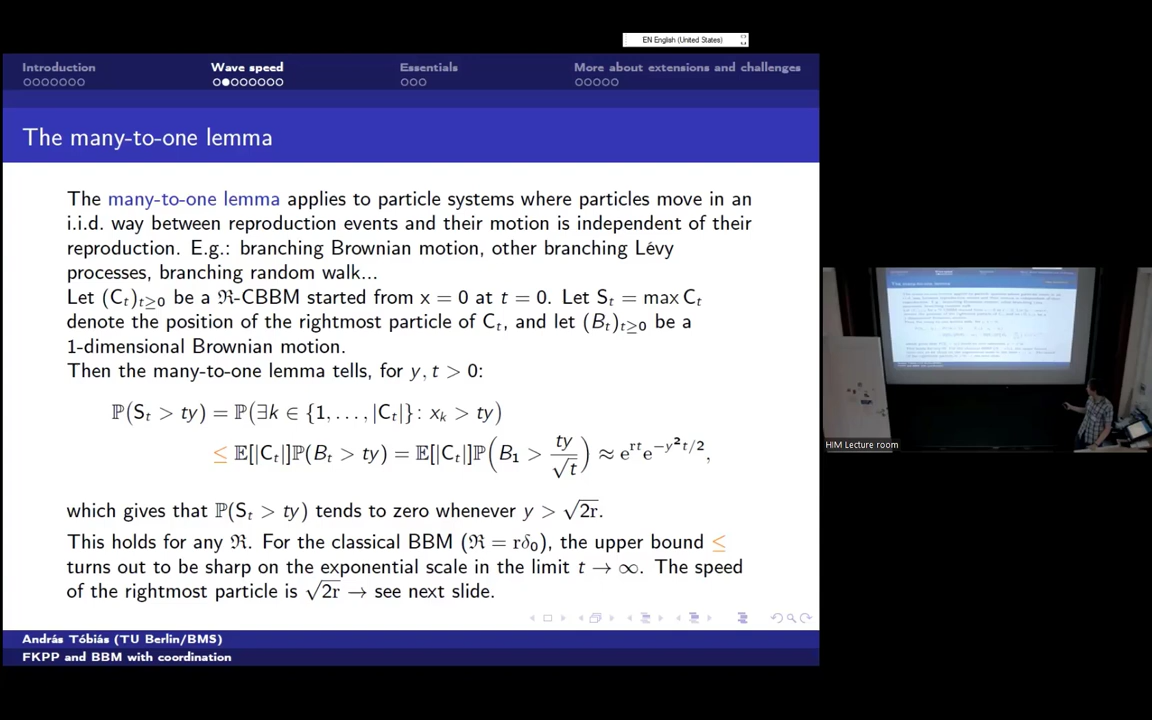 EN English (United States)
Introduction Wave speed Essentials More about extensions and challenges
The many-to-one lemma
The many-to-one lemma applies to particle systems where particles move in an
i.i.d. way between reproduction events and their motion is independent of their
reproduction. E.g.: branching Brownian motion, other branching Lévy
processes, branching random walk...
Let (C_t)_{t≥0} be a ℜ-CBBM started from x = 0 at t = 0. Let S_t = max C_t
denote the position of the rightmost particle of C_t, and let (B_t)_{t≥0} be a
1-dimensional Brownian motion.
Then the many-to-one lemma tells, for y, t > 0:
ℙ(S_t > ty) = ℙ(∃k ∈ {1, . . . , |C_t|}: x_k > ty)
≤ 𝔼[|C_t|]ℙ(B_t > ty) = 𝔼[|C_t|]ℙ(B_1 > ty/√t) ≈ e^{rt}e^{−y²t/2},
which gives that ℙ(S_t > ty) tends to zero whenever y > √2r.
This holds for any ℜ. For the classical BBM (ℜ = rδ_0), the upper bound ≤
turns out to be sharp on the exponential scale in the limit t → ∞. The speed
of the rightmost particle is √2r → see next slide.
András Tóbiás (TU Berlin/BMS)
FKPP and BBM with coordination
HIM Lecture room